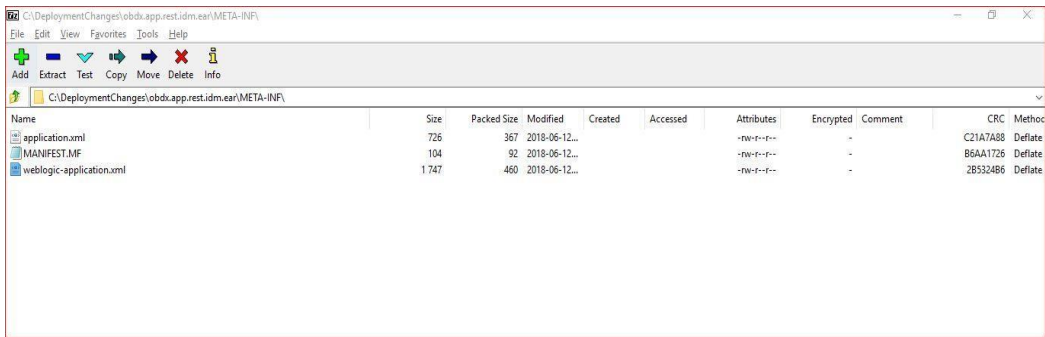 7z C:\DeploymentChanges\obdx.app.rest.idm.ear\META-INF\
File Edit View Favorites Tools Help
Add Extract Test Copy Move Delete Info
C:\DeploymentChanges\obdx.app.rest.idm.ear\META-INF\
Name Size Packed Size Modified Created Accessed Attributes Encrypted Comment CRC Method
application.xml 726 367 2018-06-12... -rw-r--r-- - C21A7A88 Deflate
MANIFEST.MF 104 92 2018-06-12... -rw-r--r-- - B6AA1726 Deflate
weblogic-application.xml 1 747 460 2018-06-12... -rw-r--r-- - 2B5324B6 Deflate